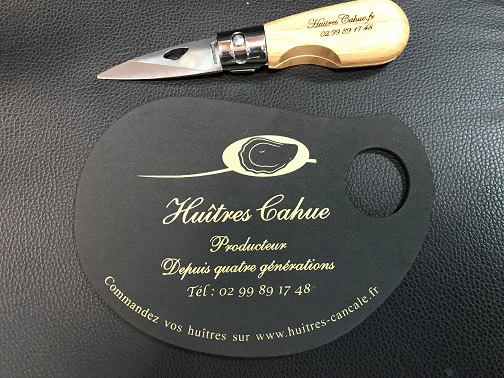 Huîtres Cahue.fr
02 99 89 17 48
Huîtres Cahue
Producteur
Depuis quatre générations
Tél : 02 99 89 17 48
Commandez vos huîtres sur www.huitres-cancale.fr